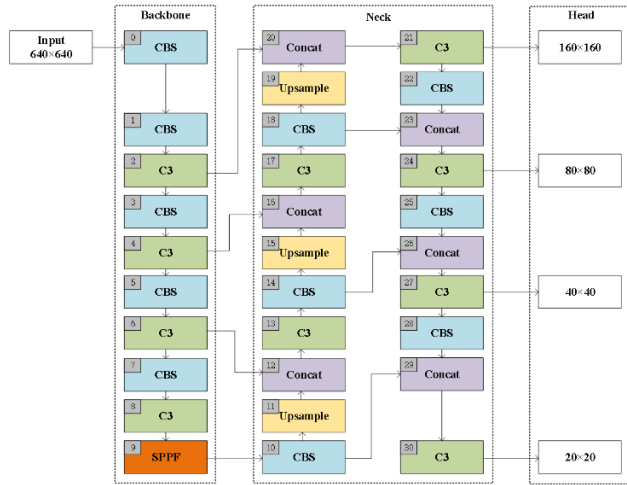 Backbone
Neck
Head
Input
640×640
0
CBS
20
Concat
21
C3
160×160
19
Upsample
22
CBS
1
CBS
18
CBS
23
Concat
2
C3
17
C3
24
C3
80×80
3
CBS
16
Concat
25
CBS
4
C3
15
Upsample
26
Concat
5
CBS
14
CBS
27
C3
40×40
6
C3
13
C3
28
CBS
7
CBS
12
Concat
29
Concat
8
C3
11
Upsample
9
SPPF
10
CBS
30
C3
20×20